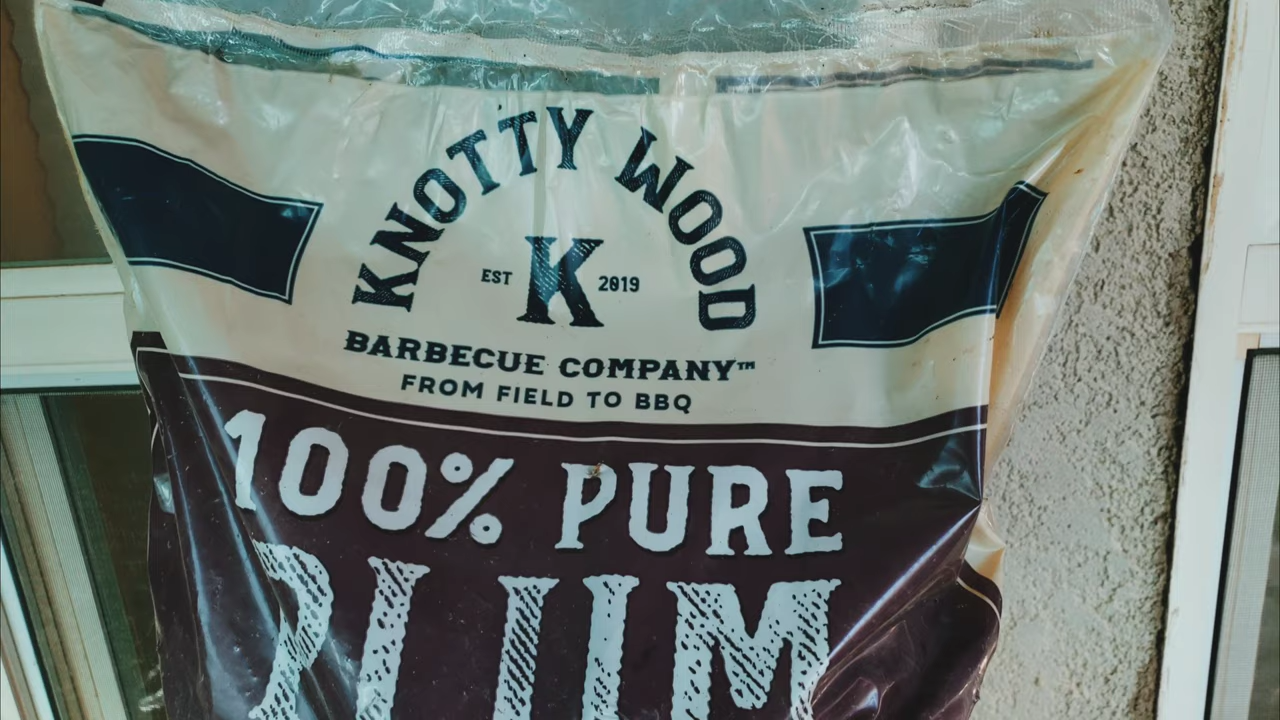 KNOTTY WOOD
EST K 2019
BARBECUE COMPANY™
FROM FIELD TO BBQ
100% PURE
PLUM